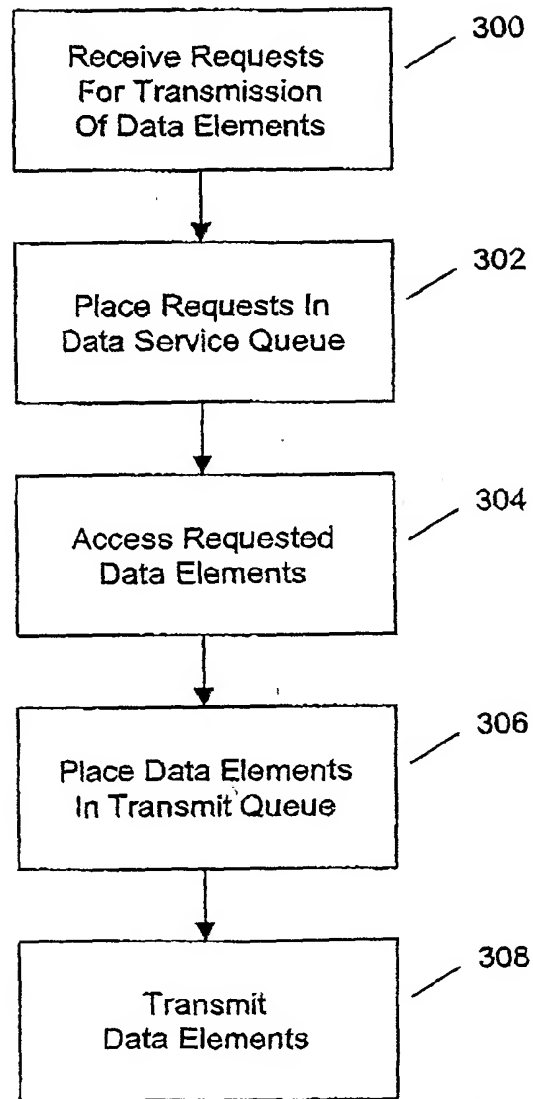 Receive Requests
For Transmission
Of Data Elements
300
Place Requests In
Data Service Queue
302
Access Requested
Data Elements
304
Place Data Elements
In Transmit Queue
306
Transmit
Data Elements
308